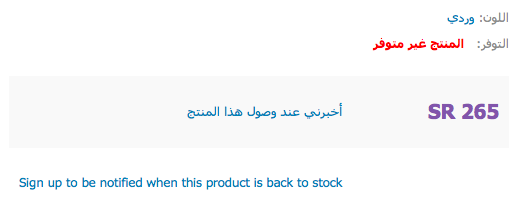 اللون: وردي
التوفر: المنتج غير متوفر
SR 265
أخبرني عند وصول هذا المنتج
Sign up to be notified when this product is back to stock